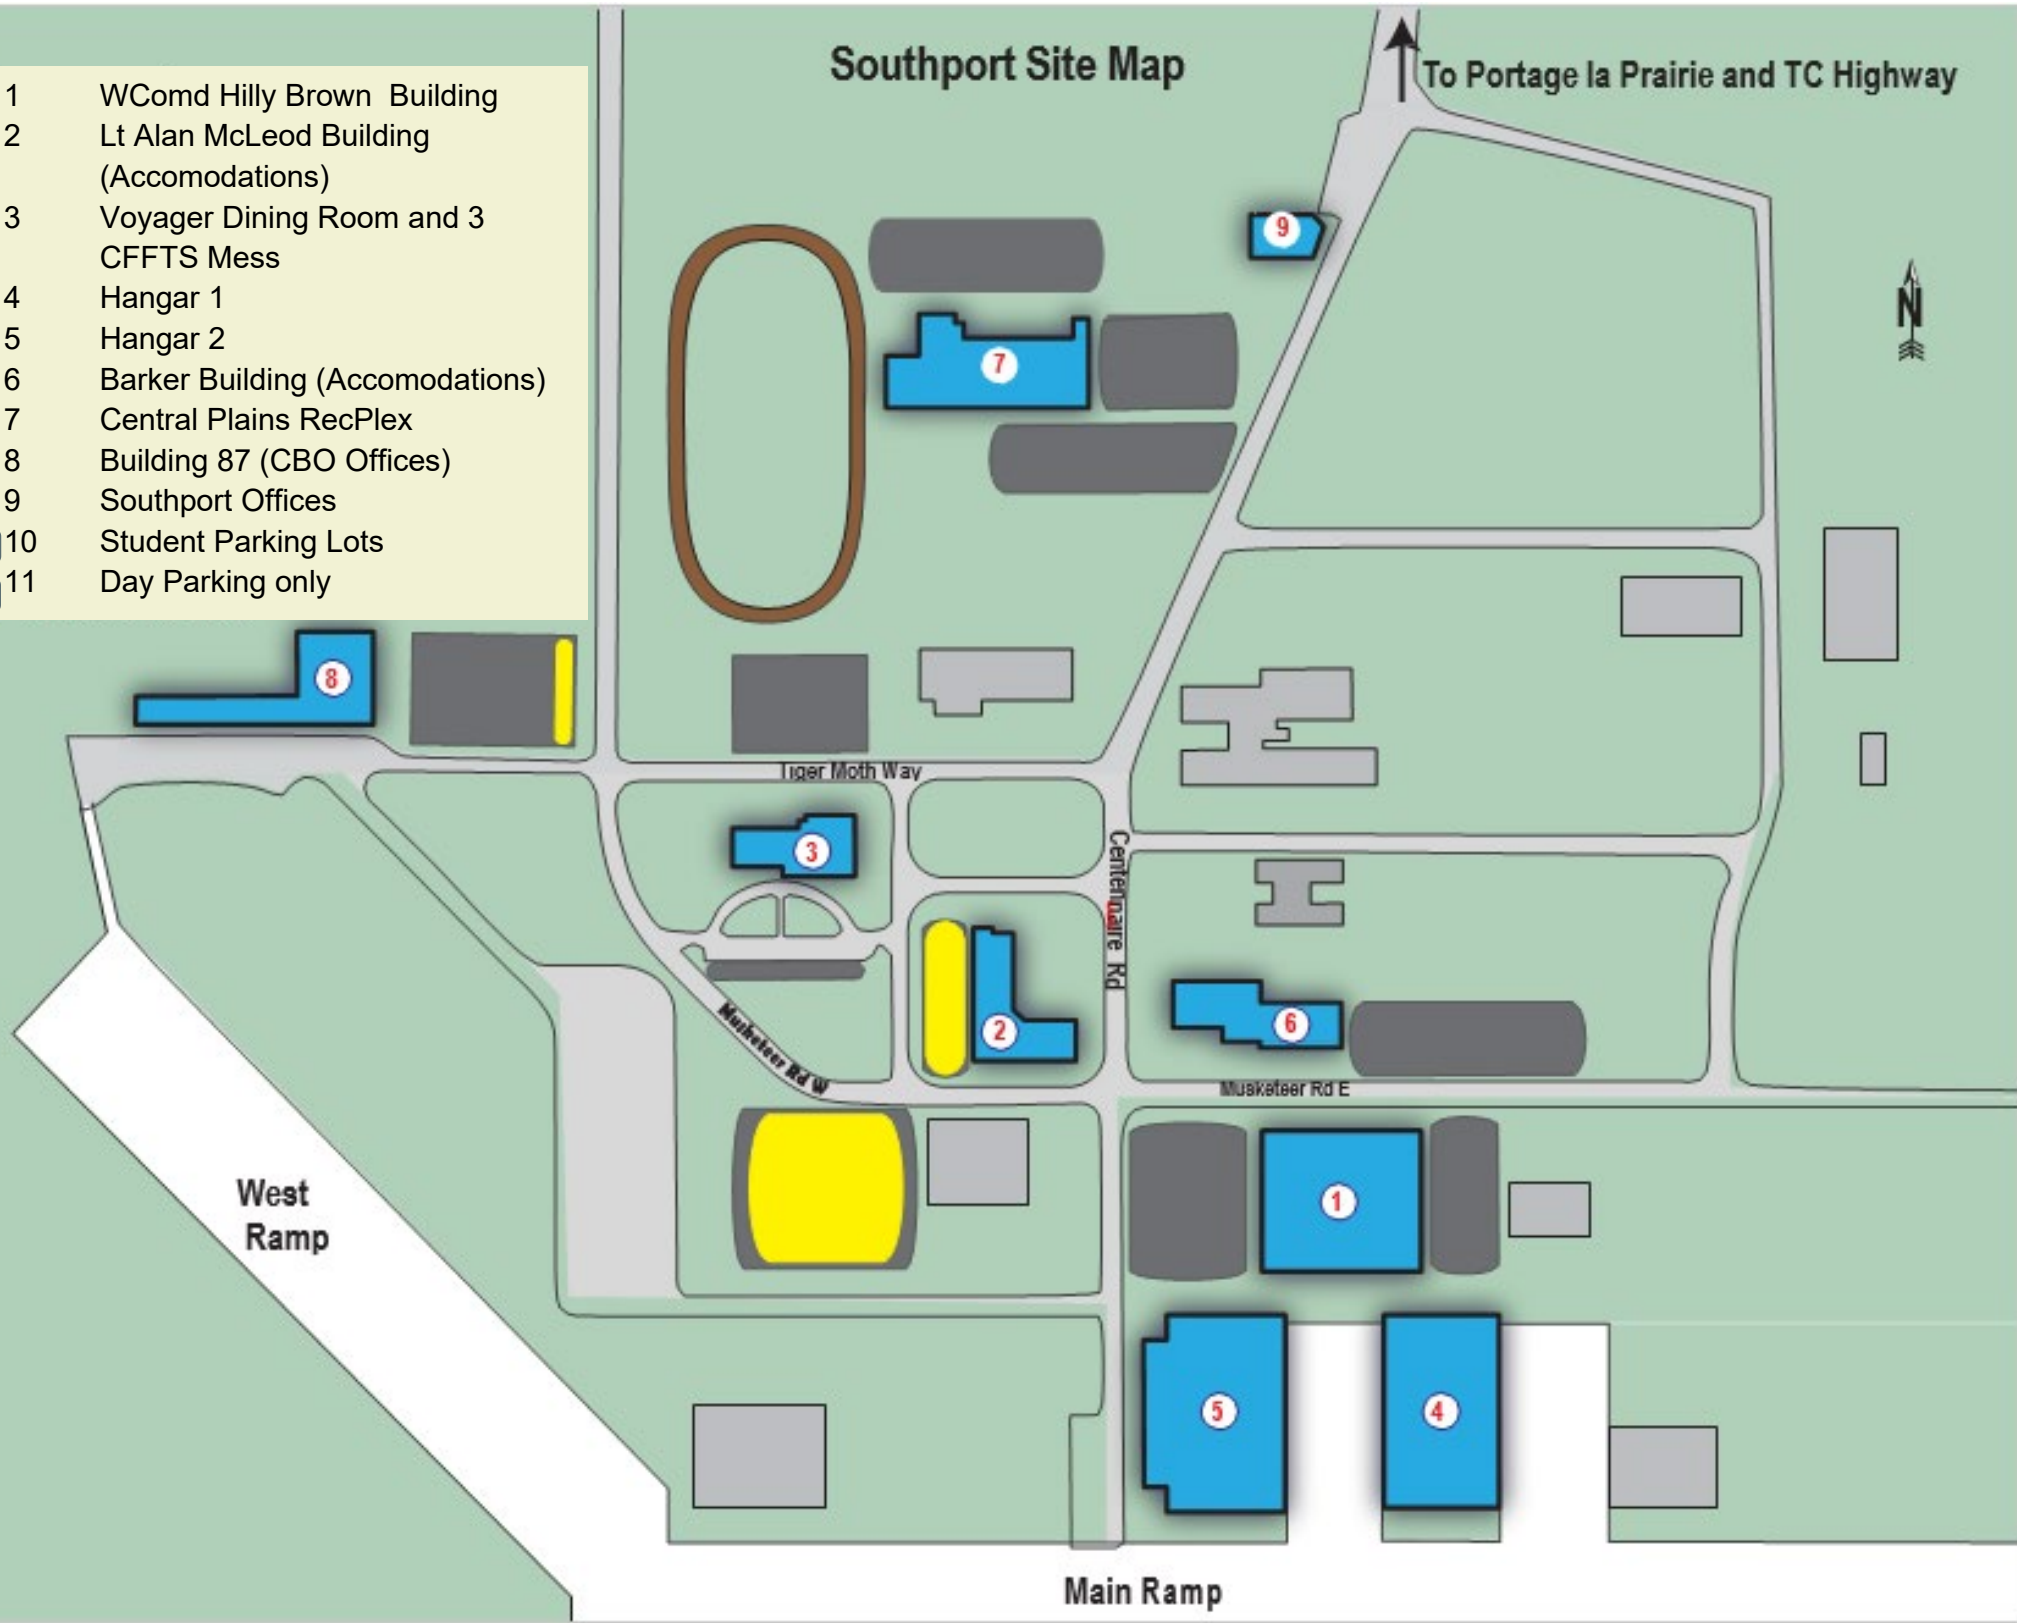 Southport Site Map
To Portage la Prairie and TC Highway
1 WComd Hilly Brown Building
2 Lt Alan McLeod Building
(Accomodations)
3 Voyager Dining Room and 3
CFFTS Mess
4 Hangar 1
5 Hangar 2
6 Barker Building (Accomodations)
7 Central Plains RecPlex
8 Building 87 (CBO Offices)
9 Southport Offices
10 Student Parking Lots
11 Day Parking only
9
N
7
8
Tiger Moth Way
3
Centennaire Rd
2
6
Musketeer Rd W
Musketeer Rd E
1
West
Ramp
5
4
Main Ramp